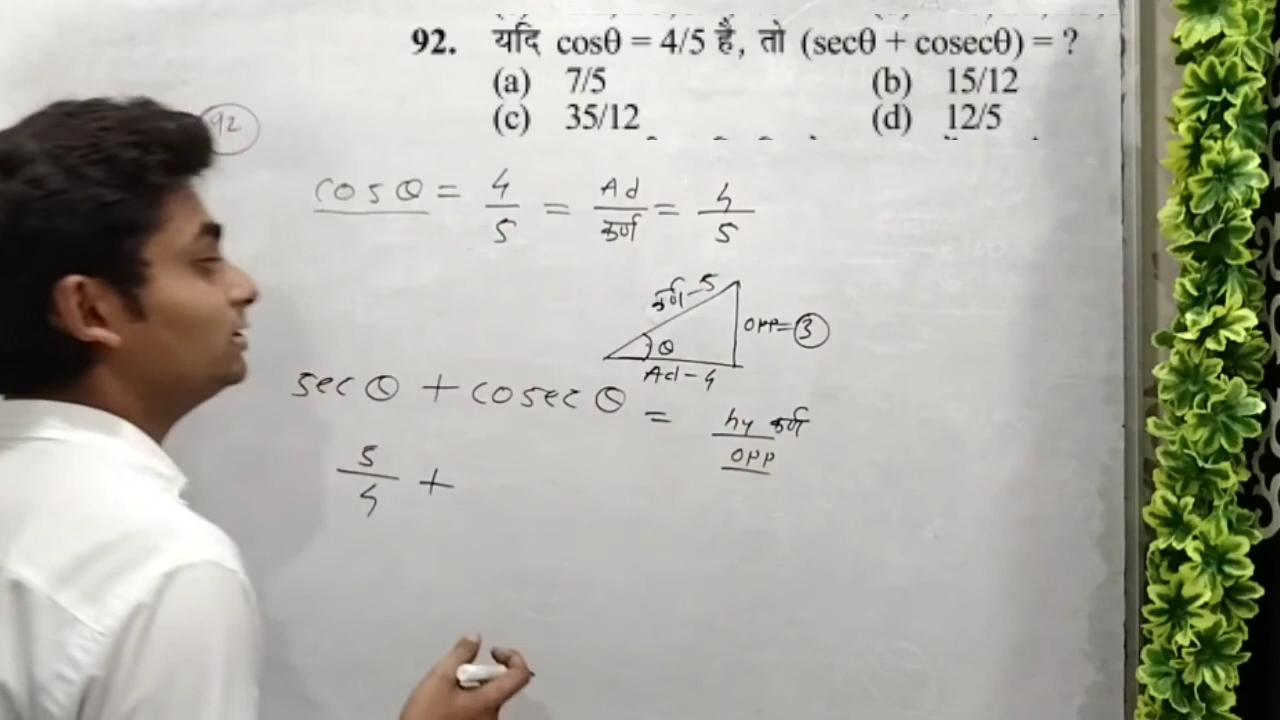 92. यदि cosθ = 4/5 है, तो (secθ + cosecθ) = ?
(a) 7/5 (b) 15/12
(c) 35/12 (d) 12/5
92
cos θ = 4/5 = Ad/कर्ण = 4/5
कर्ण - 5
opp = 3
θ
Ad - 4
sec θ + cosec θ = hy कर्ण/opp
5/4 +